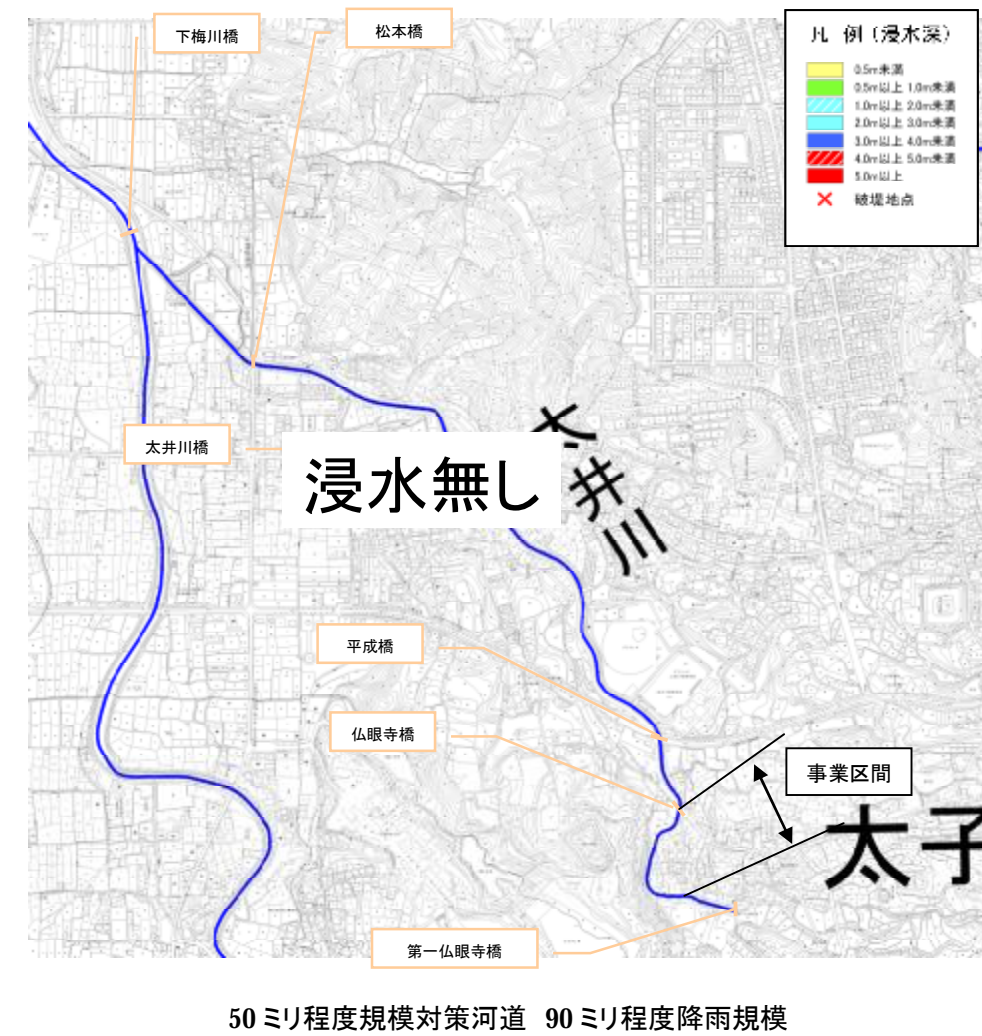 下梅川橋
松本橋
凡 例 (浸水深)
0.5m未満
0.5m以上 1.0m未満
1.0m以上 2.0m未満
2.0m以上 3.0m未満
3.0m以上 4.0m未満
4.0m以上 5.0m未満
5.0m以上
破堤地点
太井川橋
浸水無し
太井川
平成橋
仏眼寺橋
事業区間
太子
第一仏眼寺橋
50 ミリ程度規模対策河道 90 ミリ程度降雨規模